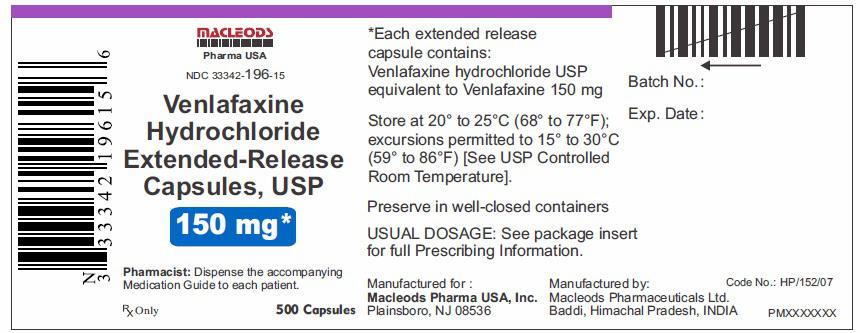 MACLEODS
Pharma USA
NDC 33342-196-15
Venlafaxine
Hydrochloride
Extended-Release
Capsules, USP
150 mg*
Pharmacist: Dispense the accompanying
Medication Guide to each patient.
Rx Only
500 Capsules
N
3
33342 19615
6
*Each extended release
capsule contains:
Venlafaxine hydrochloride USP
equivalent to Venlafaxine 150 mg
Store at 20° to 25°C (68° to 77°F);
excursions permitted to 15° to 30°C
(59° to 86°F) [See USP Controlled
Room Temperature].
Preserve in well-closed containers
USUAL DOSAGE: See package insert
for full Prescribing Information.
Manufactured for :
Macleods Pharma USA, Inc.
Plainsboro, NJ 08536
Manufactured by:
Macleods Pharmaceuticals Ltd.
Baddi, Himachal Pradesh, INDIA
Batch No.:
Exp. Date:
Code No.: HP/152/07
PMXXXXXXX